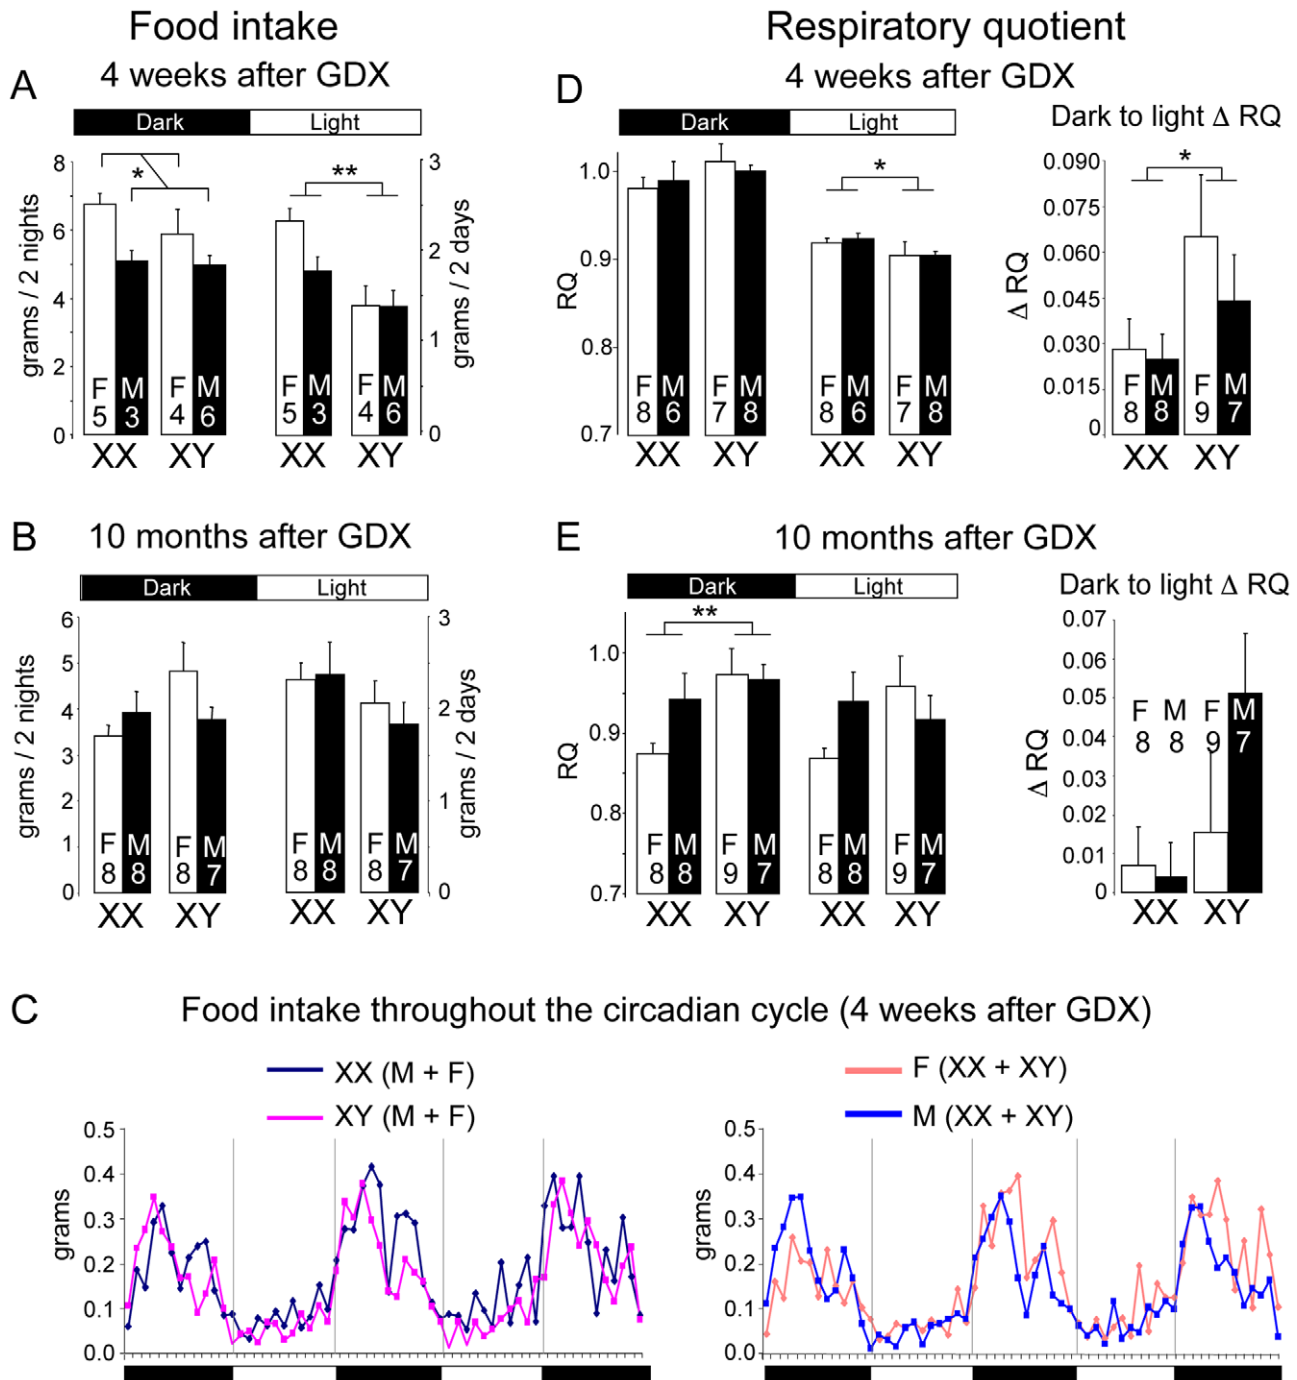 Food intake
Respiratory quotient
A
4 weeks after GDX
Dark
Light
8
6
4
2
0
grams / 2 nights
3
2
1
0
grams / 2 days
*
**
F
5
M
3
F
4
M
6
F
5
M
3
F
4
M
6
XX
XY
XX
XY
D
4 weeks after GDX
Dark
Light
1.0
0.9
0.8
0.7
RQ
*
F
8
M
6
F
7
M
8
F
8
M
6
F
7
M
8
XX
XY
XX
XY
Dark to light Δ RQ
0.090
0.075
0.060
0.045
0.030
0.015
0
Δ RQ
*
F
8
M
8
F
9
M
7
XX
XY
B
10 months after GDX
Dark
Light
6
5
4
3
2
1
0
grams / 2 nights
3
2
1
0
grams / 2 days
F
8
M
8
F
8
M
7
F
8
M
8
F
8
M
7
XX
XY
XX
XY
E
10 months after GDX
Dark
Light
1.0
0.9
0.8
0.7
RQ
**
F
8
M
8
F
9
M
7
F
8
M
8
F
9
M
7
XX
XY
XX
XY
Dark to light Δ RQ
0.07
0.06
0.05
0.04
0.03
0.02
0.01
0
Δ RQ
F
8
M
8
F
9
M
7
XX
XY
C
Food intake throughout the circadian cycle (4 weeks after GDX)
XX (M + F)
XY (M + F)
0.5
0.4
0.3
0.2
0.1
0.0
grams
F (XX + XY)
M (XX + XY)
0.5
0.4
0.3
0.2
0.1
0.0
grams